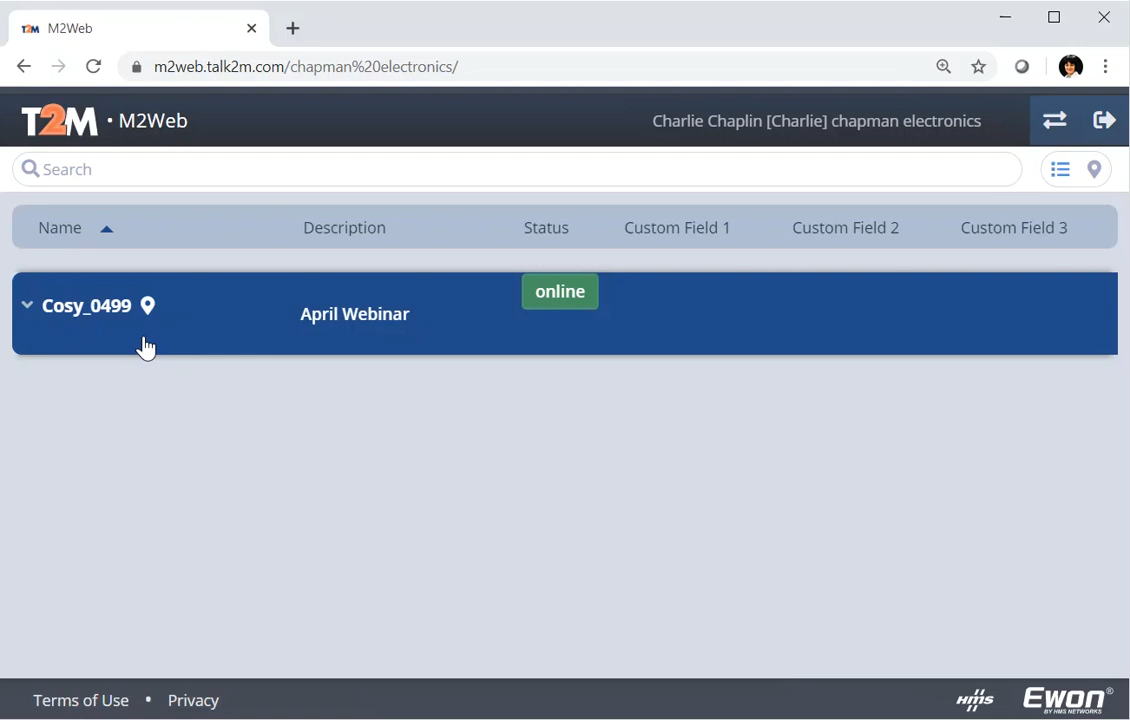 T2M M2Web
m2web.talk2m.com/chapman%20electronics/
T2M • M2Web
Charlie Chaplin [Charlie] chapman electronics
Search
Name Description Status Custom Field 1 Custom Field 2 Custom Field 3
Cosy_0499 April Webinar online
Terms of Use • Privacy
hms Ewon®
BY HMS NETWORKS